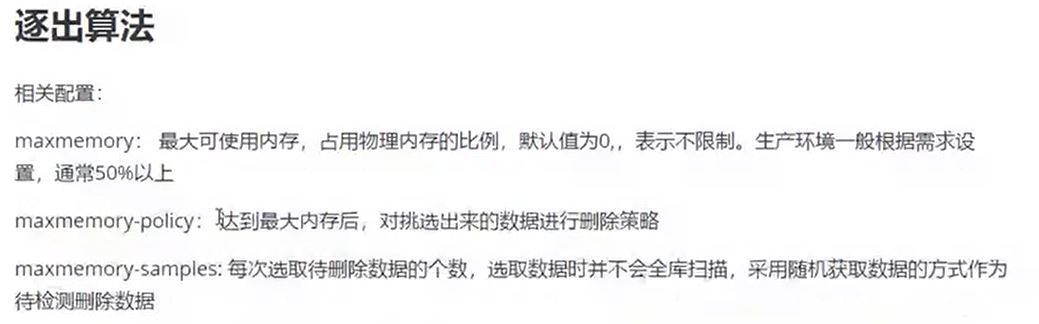 逐出算法
相关配置：
maxmemory： 最大可使用内存，占用物理内存的比例，默认值为0,，表示不限制。生产环境一般根据需求设
置，通常50%以上
maxmemory-policy：达到最大内存后，对挑选出来的数据进行删除策略
maxmemory-samples: 每次选取待删除数据的个数，选取数据时并不会全库扫描，采用随机获取数据的方式作为
待检测删除数据